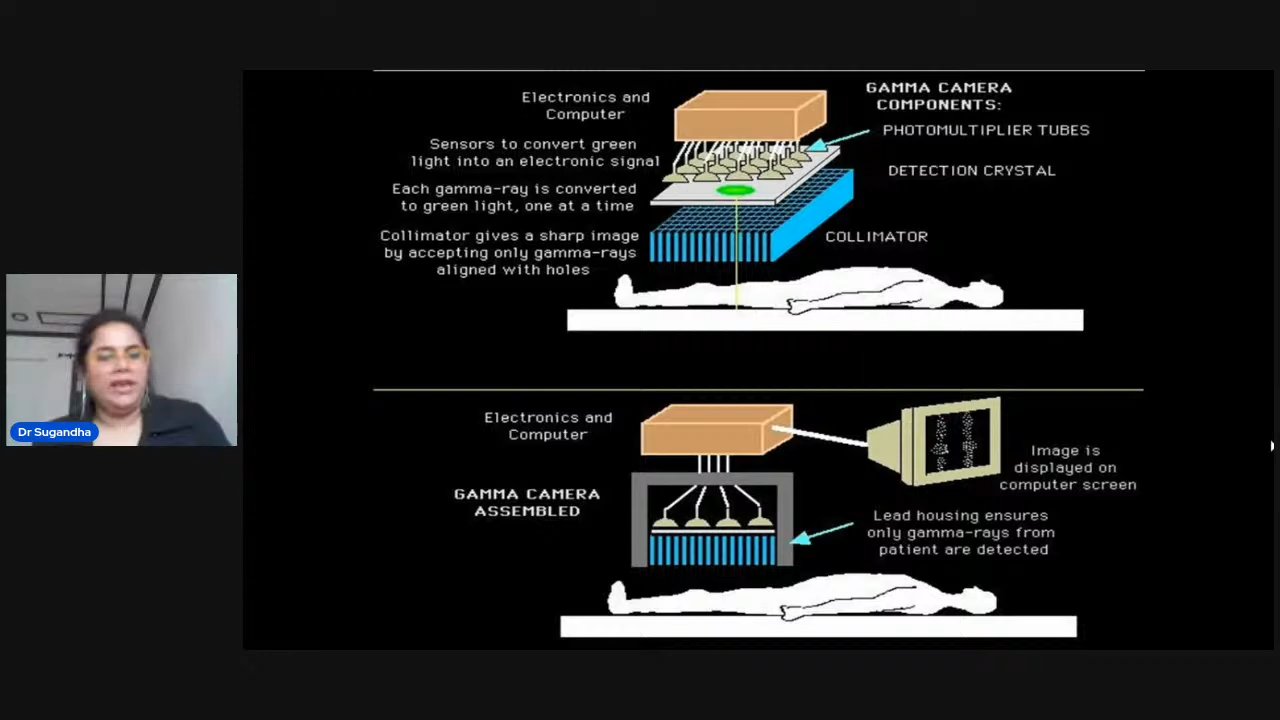 Electronics and
Computer
GAMMA CAMERA
COMPONENTS:
PHOTOMULTIPLIER TUBES
Sensors to convert green
light into an electronic signal
DETECTION CRYSTAL
Each gamma-ray is converted
to green light, one at a time
Collimator gives a sharp image
by accepting only gamma-rays
aligned with holes
COLLIMATOR
Dr Sugandha
Electronics and
Computer
Image is
displayed on
computer screen
GAMMA CAMERA
ASSEMBLED
Lead housing ensures
only gamma-rays from
patient are detected